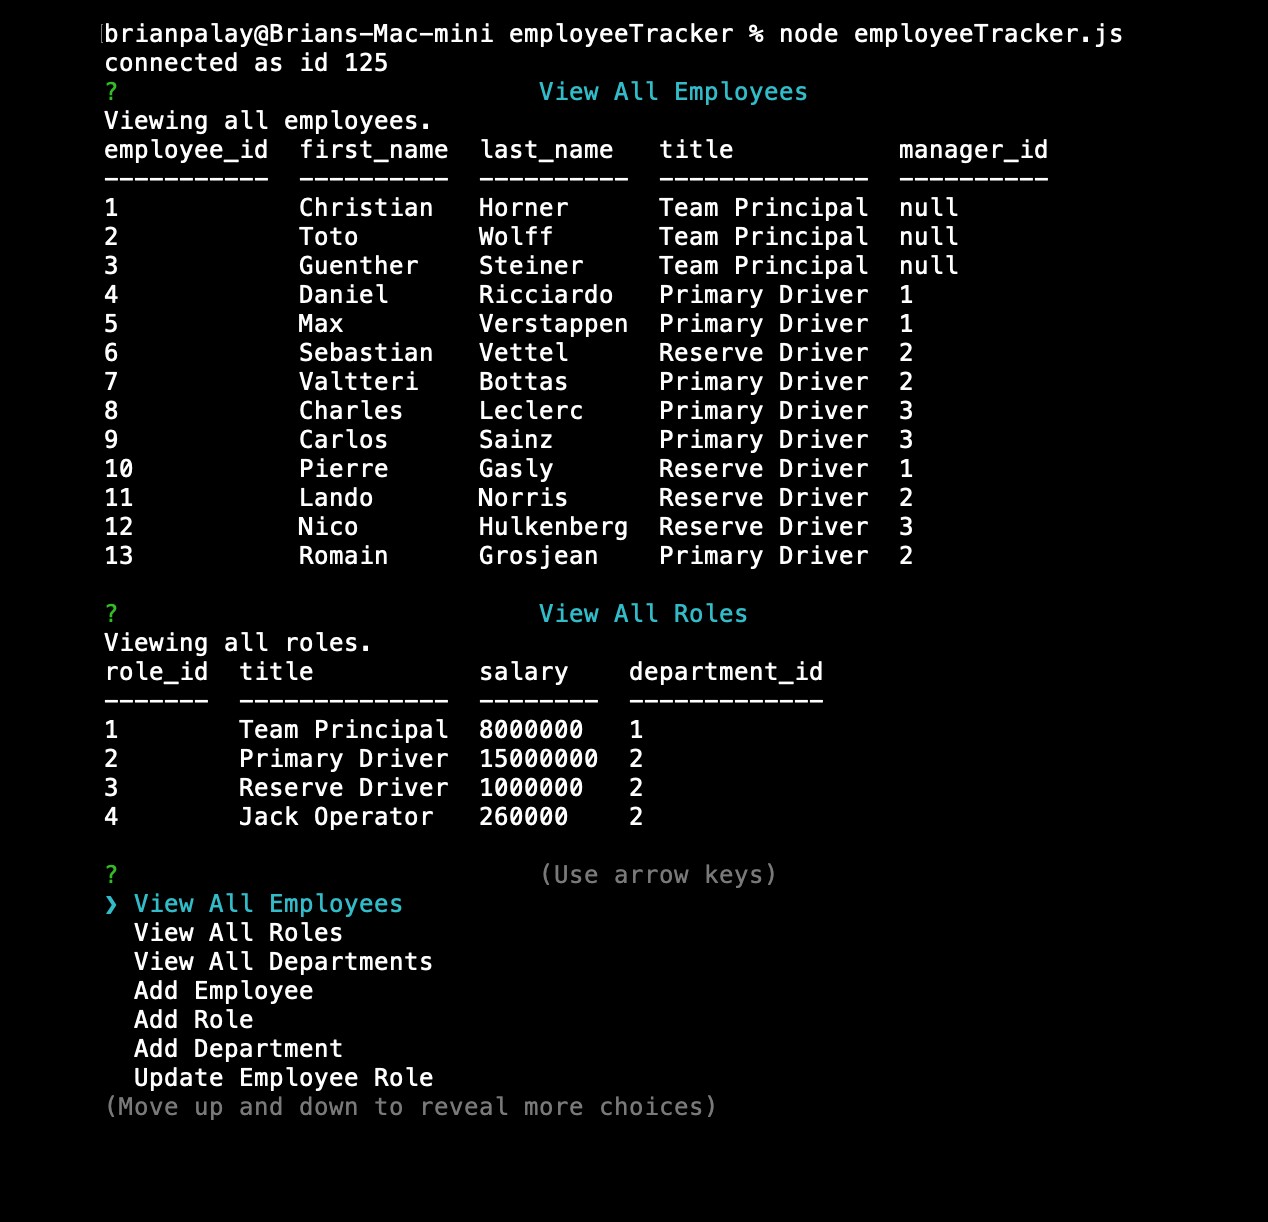 brianpalay@Brians-Mac-mini employeeTracker % node employeeTracker.js
connected as id 125
? View All Employees
Viewing all employees.
employee_id  first_name  last_name   title           manager_id
-----------  ----------  ----------  --------------  ----------
1            Christian   Horner      Team Principal  null
2            Toto        Wolff       Team Principal  null
3            Guenther    Steiner     Team Principal  null
4            Daniel      Ricciardo   Primary Driver  1
5            Max         Verstappen  Primary Driver  1
6            Sebastian   Vettel      Reserve Driver  2
7            Valtteri    Bottas      Primary Driver  2
8            Charles     Leclerc     Primary Driver  3
9            Carlos      Sainz       Primary Driver  3
10           Pierre      Gasly       Reserve Driver  1
11           Lando       Norris      Reserve Driver  2
12           Nico        Hulkenberg  Reserve Driver  3
13           Romain      Grosjean    Primary Driver  2
? View All Roles
Viewing all roles.
role_id  title           salary    department_id
-------  --------------  --------  -------------
1        Team Principal  8000000   1
2        Primary Driver  15000000  2
3        Reserve Driver  1000000   2
4        Jack Operator   260000    2
? (Use arrow keys)
❯ View All Employees
View All Roles
View All Departments
Add Employee
Add Role
Add Department
Update Employee Role
(Move up and down to reveal more choices)